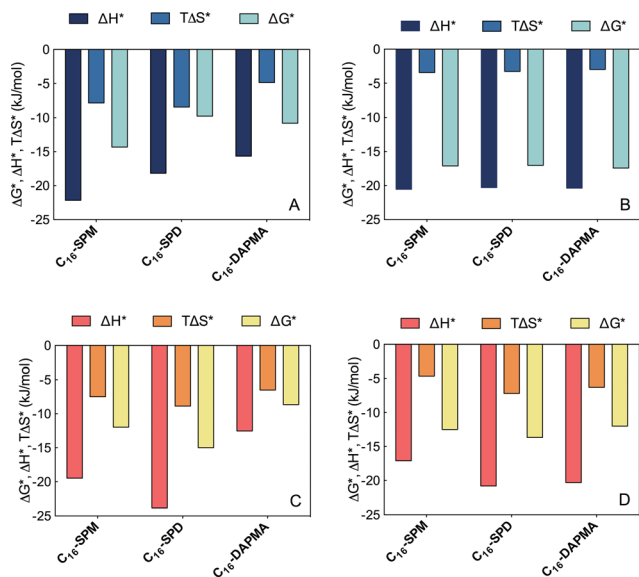 ΔH* TΔS* ΔG*
ΔG*, ΔH*, TΔS* (kJ/mol)
0
-5
-10
-15
-20
-25
A
C₁₆-SPM
C₁₆-SPD
C₁₆-DAPMA
ΔH* TΔS* ΔG*
ΔG*, ΔH*, TΔS* (kJ/mol)
0
-5
-10
-15
-20
-25
B
C₁₆-SPM
C₁₆-SPD
C₁₆-DAPMA
ΔH* TΔS* ΔG*
ΔG*, ΔH*, TΔS* (kJ/mol)
0
-5
-10
-15
-20
-25
C
C₁₆-SPM
C₁₆-SPD
C₁₆-DAPMA
ΔH* TΔS* ΔG*
ΔG*, ΔH*, TΔS* (kJ/mol)
0
-5
-10
-15
-20
-25
D
C₁₆-SPM
C₁₆-SPD
C₁₆-DAPMA